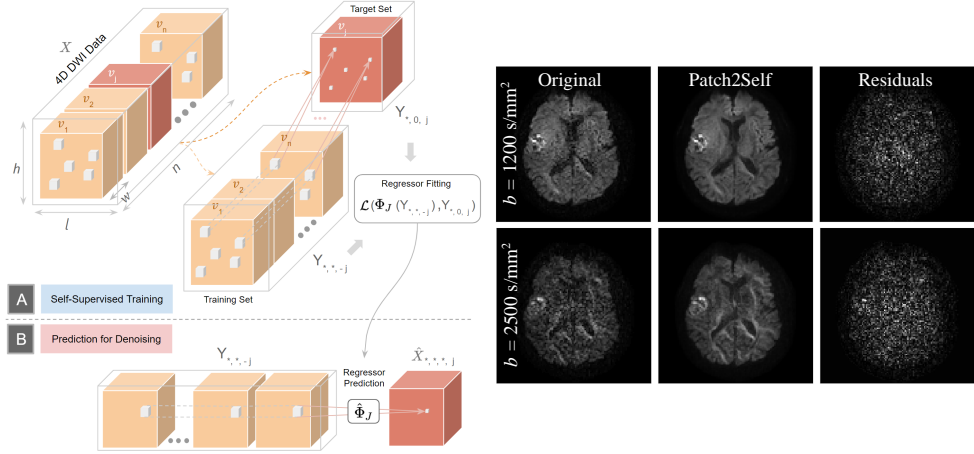 X
4D DWI Data
v_n
v_j
v_2
v_1
h
w
l
n
Target Set
v_j
Y_{*,0, j}
v_n
v_2
v_1
Y_{*,*,-j}
Training Set
Regressor Fitting
𝓛(Φ_J (Y_{*,*,-j}),Y_{*,0, j})
A
Self-Supervised Training
B
Prediction for Denoising
Y_{*,*,-j}
Regressor
Prediction
Φ̂_J
X̂_{*,*,*, j}
Original
Patch2Self
Residuals
b = 1200 s/mm²
b = 2500 s/mm²